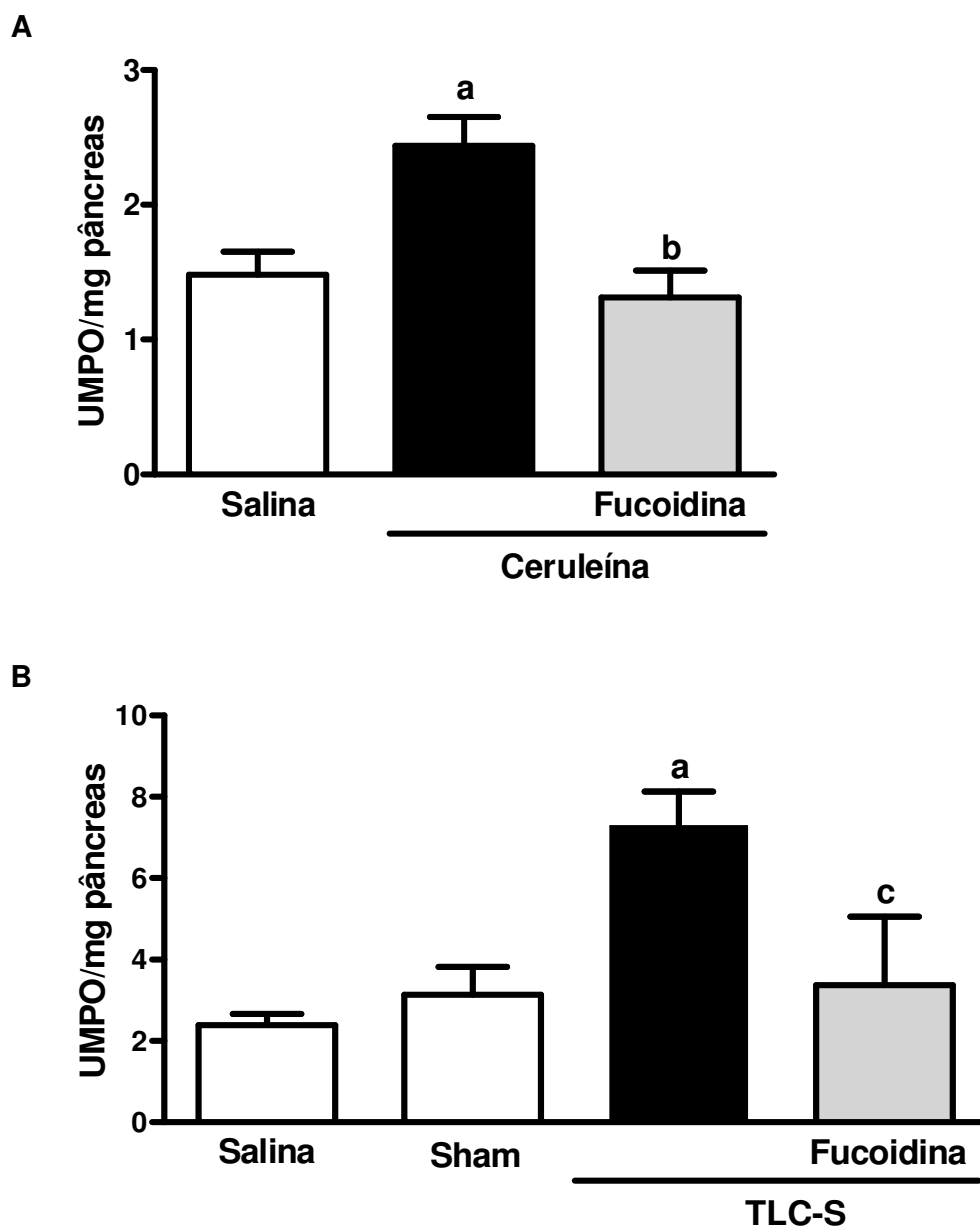 A
3
2
1
0
UMPO/mg pâncreas
a
b
Salina
Fucoidina
Ceruleína
B
10
8
6
4
2
0
UMPO/mg pâncreas
a
c
Salina
Sham
Fucoidina
TLC-S